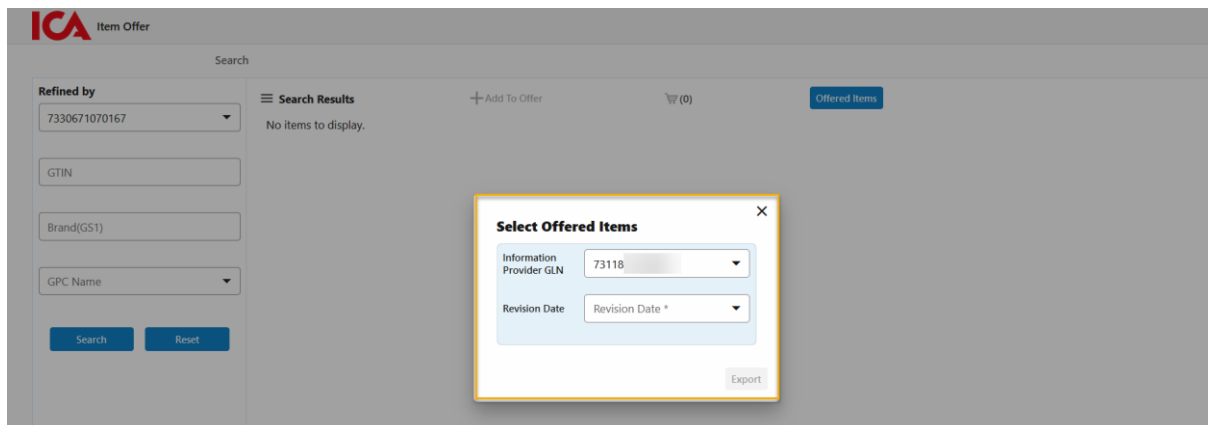 ICA Item Offer
Search
Refined by
7330671070167
GTIN
Brand(GS1)
GPC Name
Search Reset
Search Results Add To Offer (0) Offered Items
No items to display.
Select Offered Items
Information
Provider GLN
73118
Revision Date Revision Date *
Export